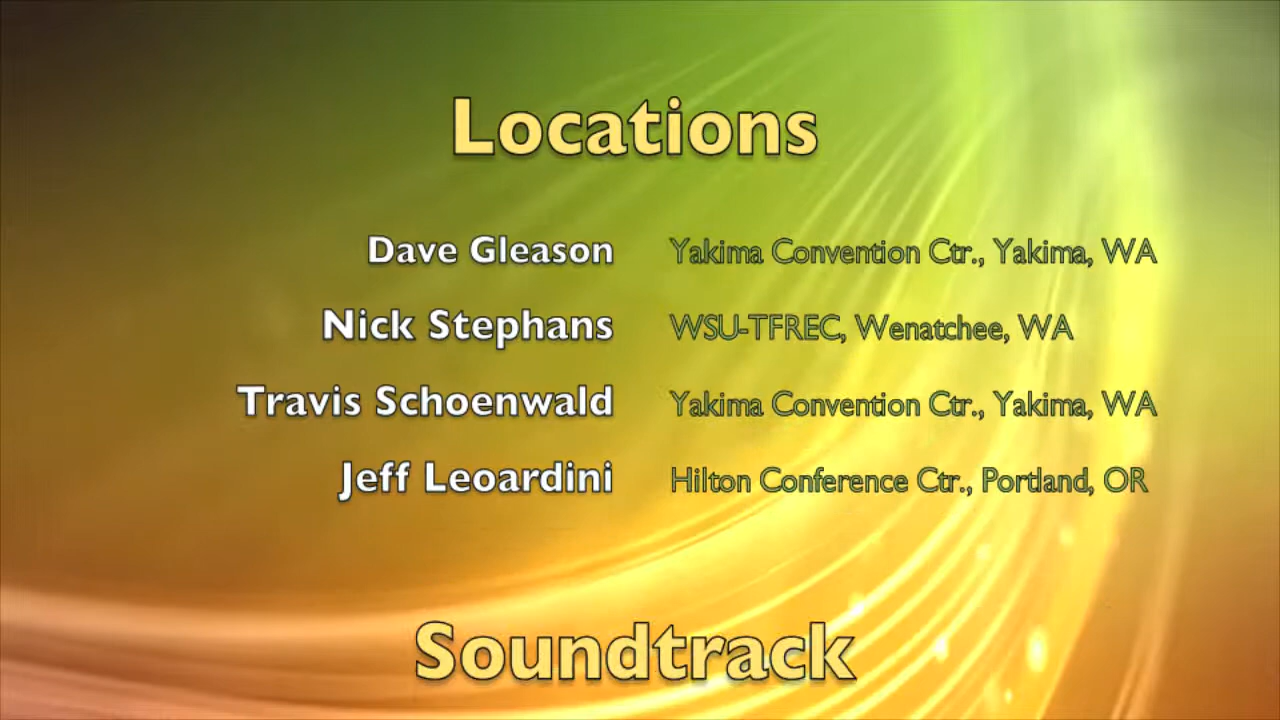 Locations
Dave Gleason Yakima Convention Ctr., Yakima, WA
Nick Stephans WSU-TFREC, Wenatchee, WA
Travis Schoenwald Yakima Convention Ctr., Yakima, WA
Jeff Leoardini Hilton Conference Ctr., Portland, OR
Soundtrack